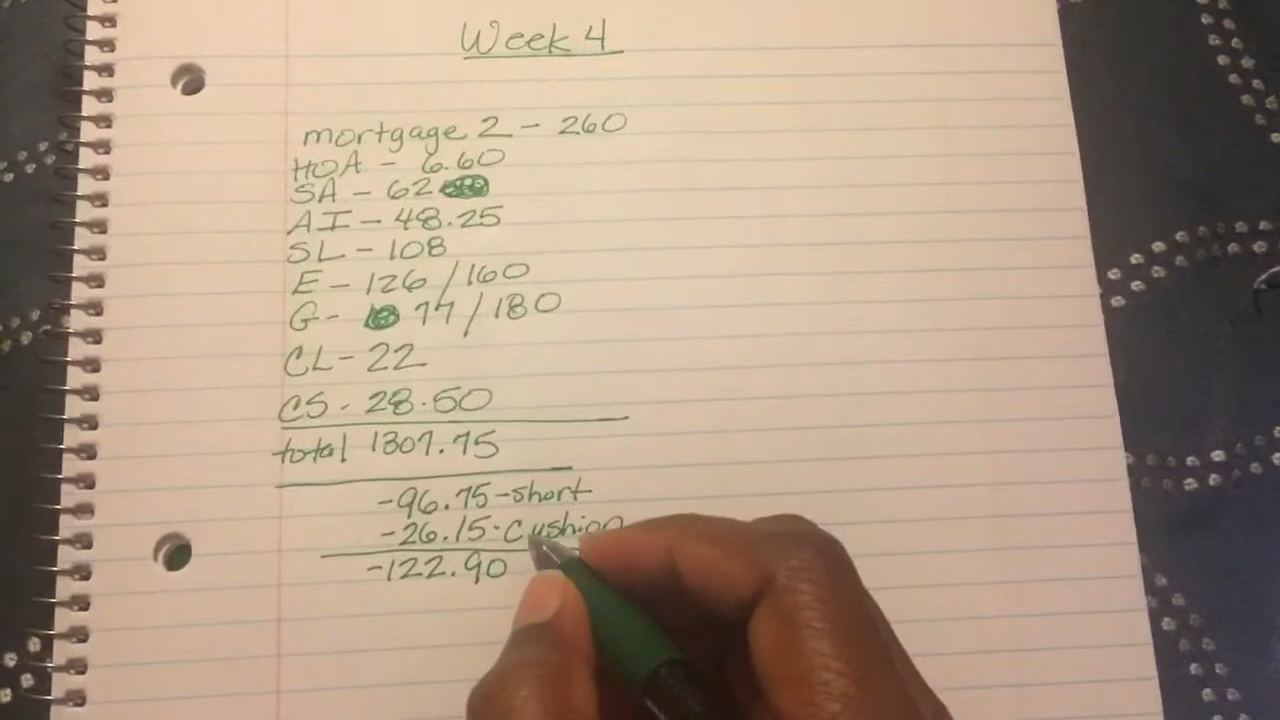 Week 4
mortgage 2 - 260
HOA - 6.60
SA - 62
AI - 48.25
SL - 108
E - 126 / 160
G - 77 / 180
CL - 22
CS - 28.50
total 1307.75
-96.75 - short
-26.15 - cushion
-122.90